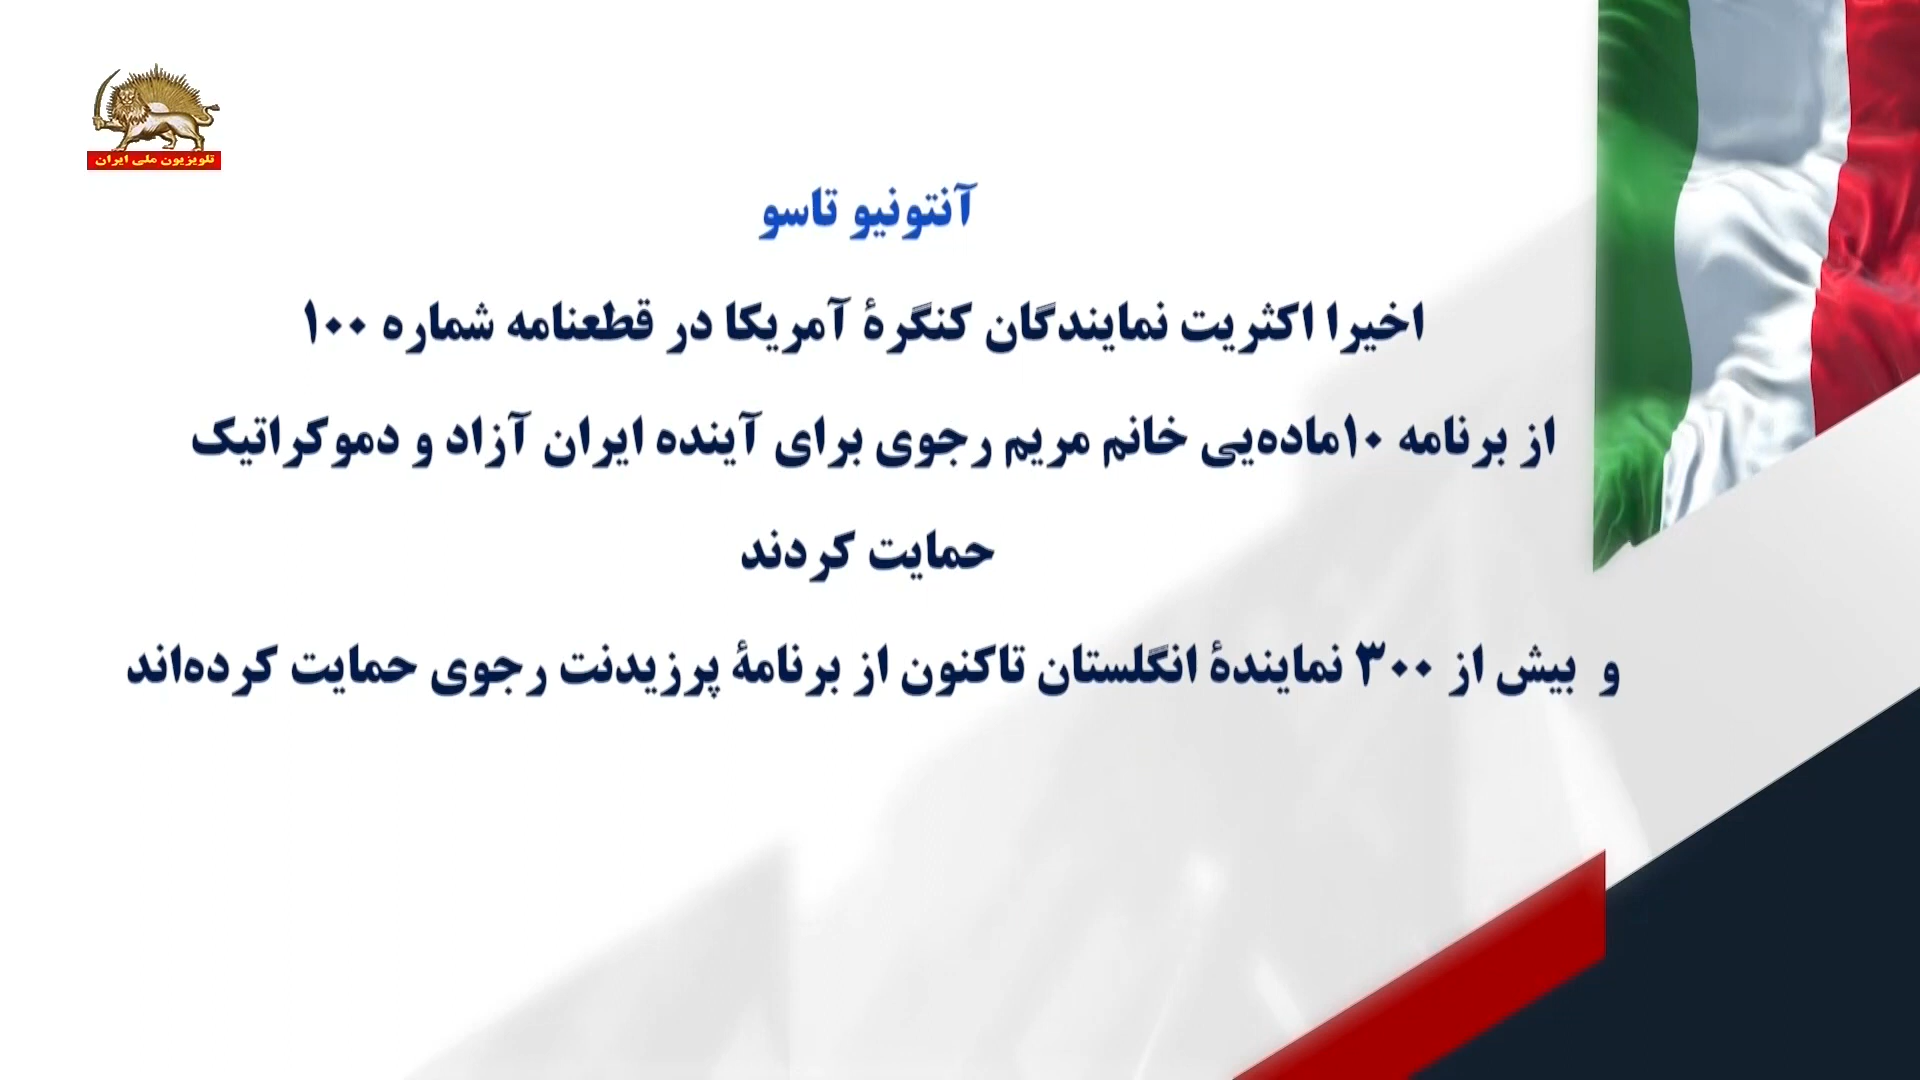 تلویزیون ملی ایران
آنتونیو تاسو
اخیرا اکثریت نمایندگان کنگرهٔ آمریکا در قطعنامه شماره ۱۰۰
از برنامه ۱۰ماده‌یی خانم مریم رجوی برای آینده ایران آزاد و دموکراتیک
حمایت کردند
و بیش از ۳۰۰ نمایندهٔ انگلستان تاکنون از برنامهٔ پرزیدنت رجوی حمایت کرده‌اند